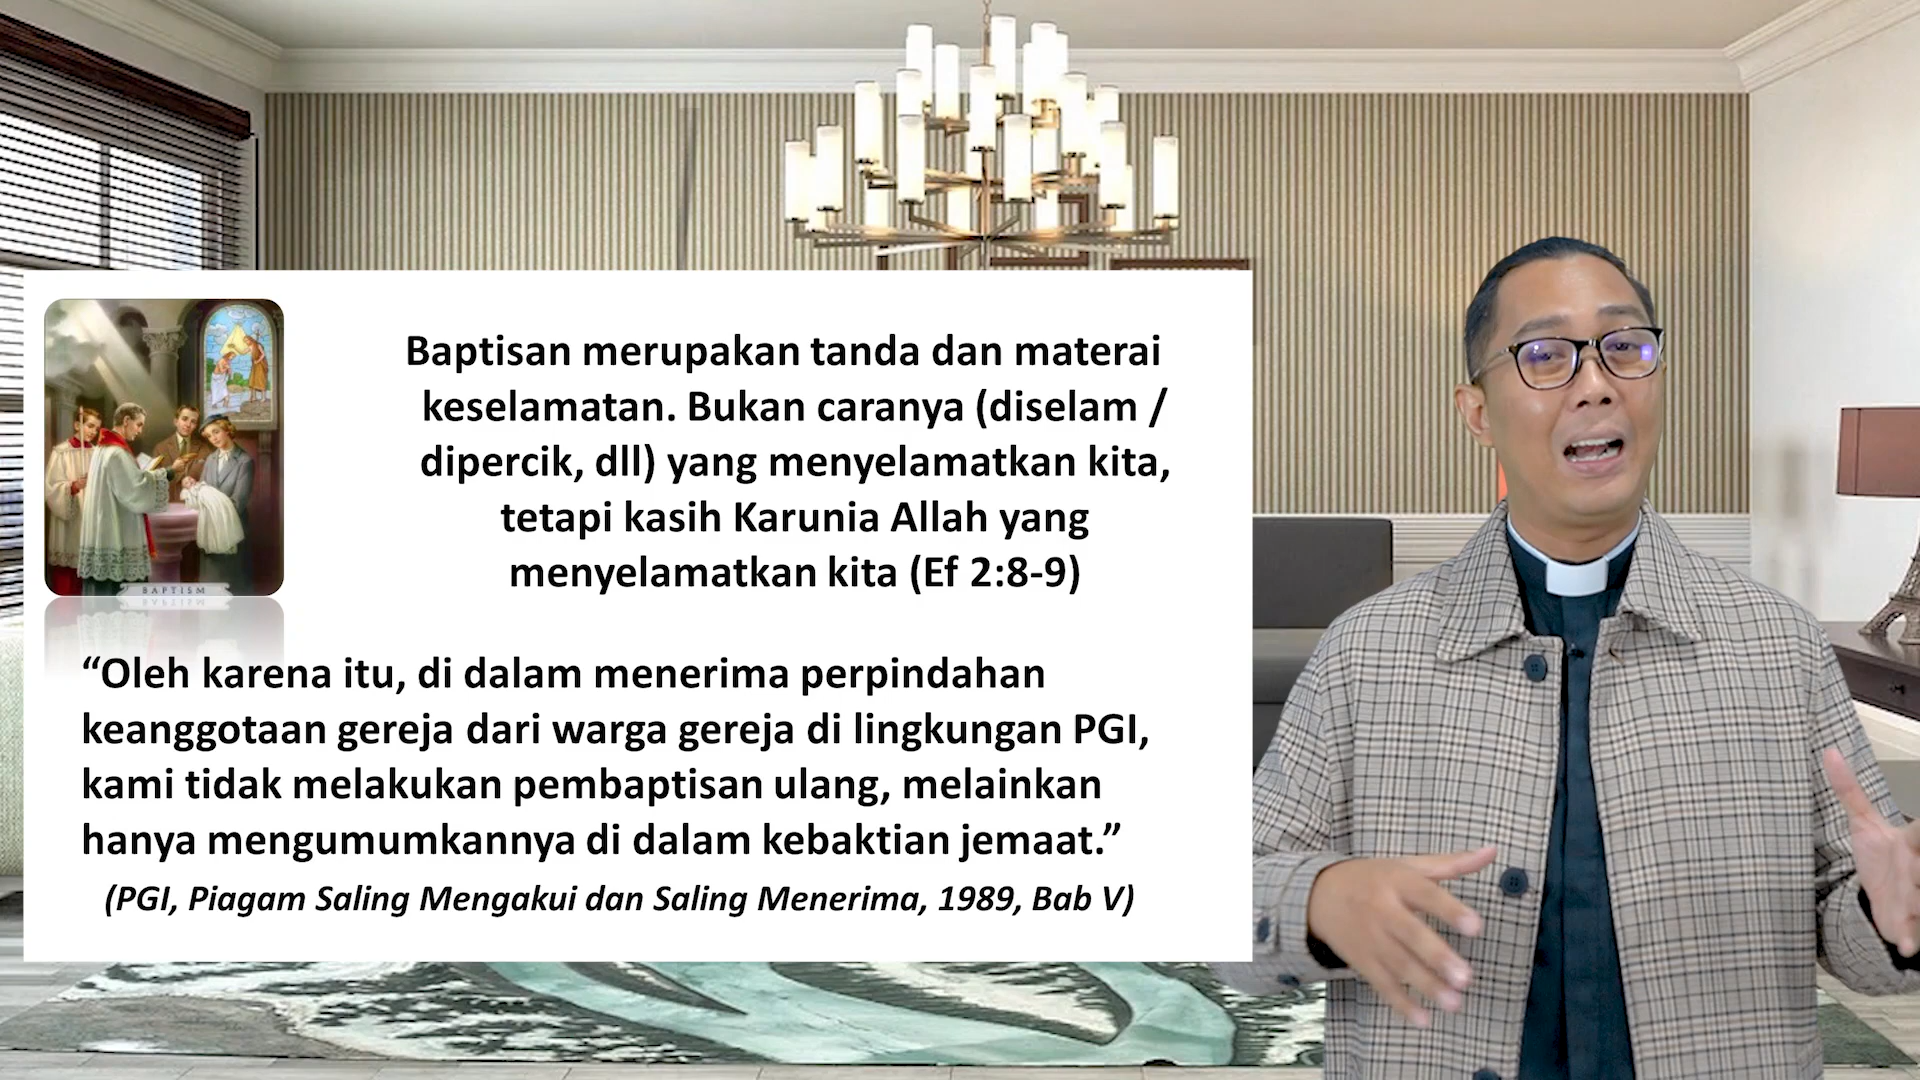 Baptisan merupakan tanda dan materai
keselamatan. Bukan caranya (diselam /
dipercik, dll) yang menyelamatkan kita,
tetapi kasih Karunia Allah yang
menyelamatkan kita (Ef 2:8-9)
BAPTISM
“Oleh karena itu, di dalam menerima perpindahan
keanggotaan gereja dari warga gereja di lingkungan PGI,
kami tidak melakukan pembaptisan ulang, melainkan
hanya mengumumkannya di dalam kebaktian jemaat.”
(PGI, Piagam Saling Mengakui dan Saling Menerima, 1989, Bab V)